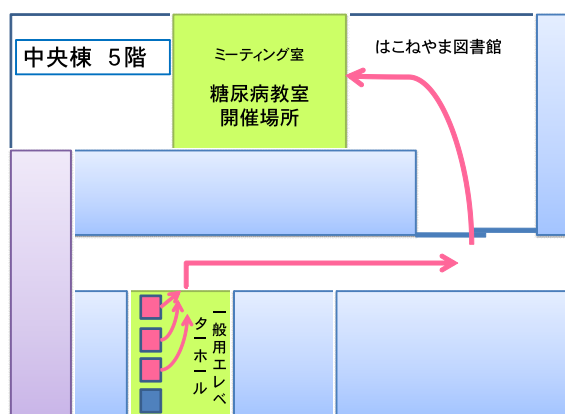 中央棟 5階
ミーティング室
糖尿病教室
開催場所
はこねやま図書館
一般用エレベ
ターホール